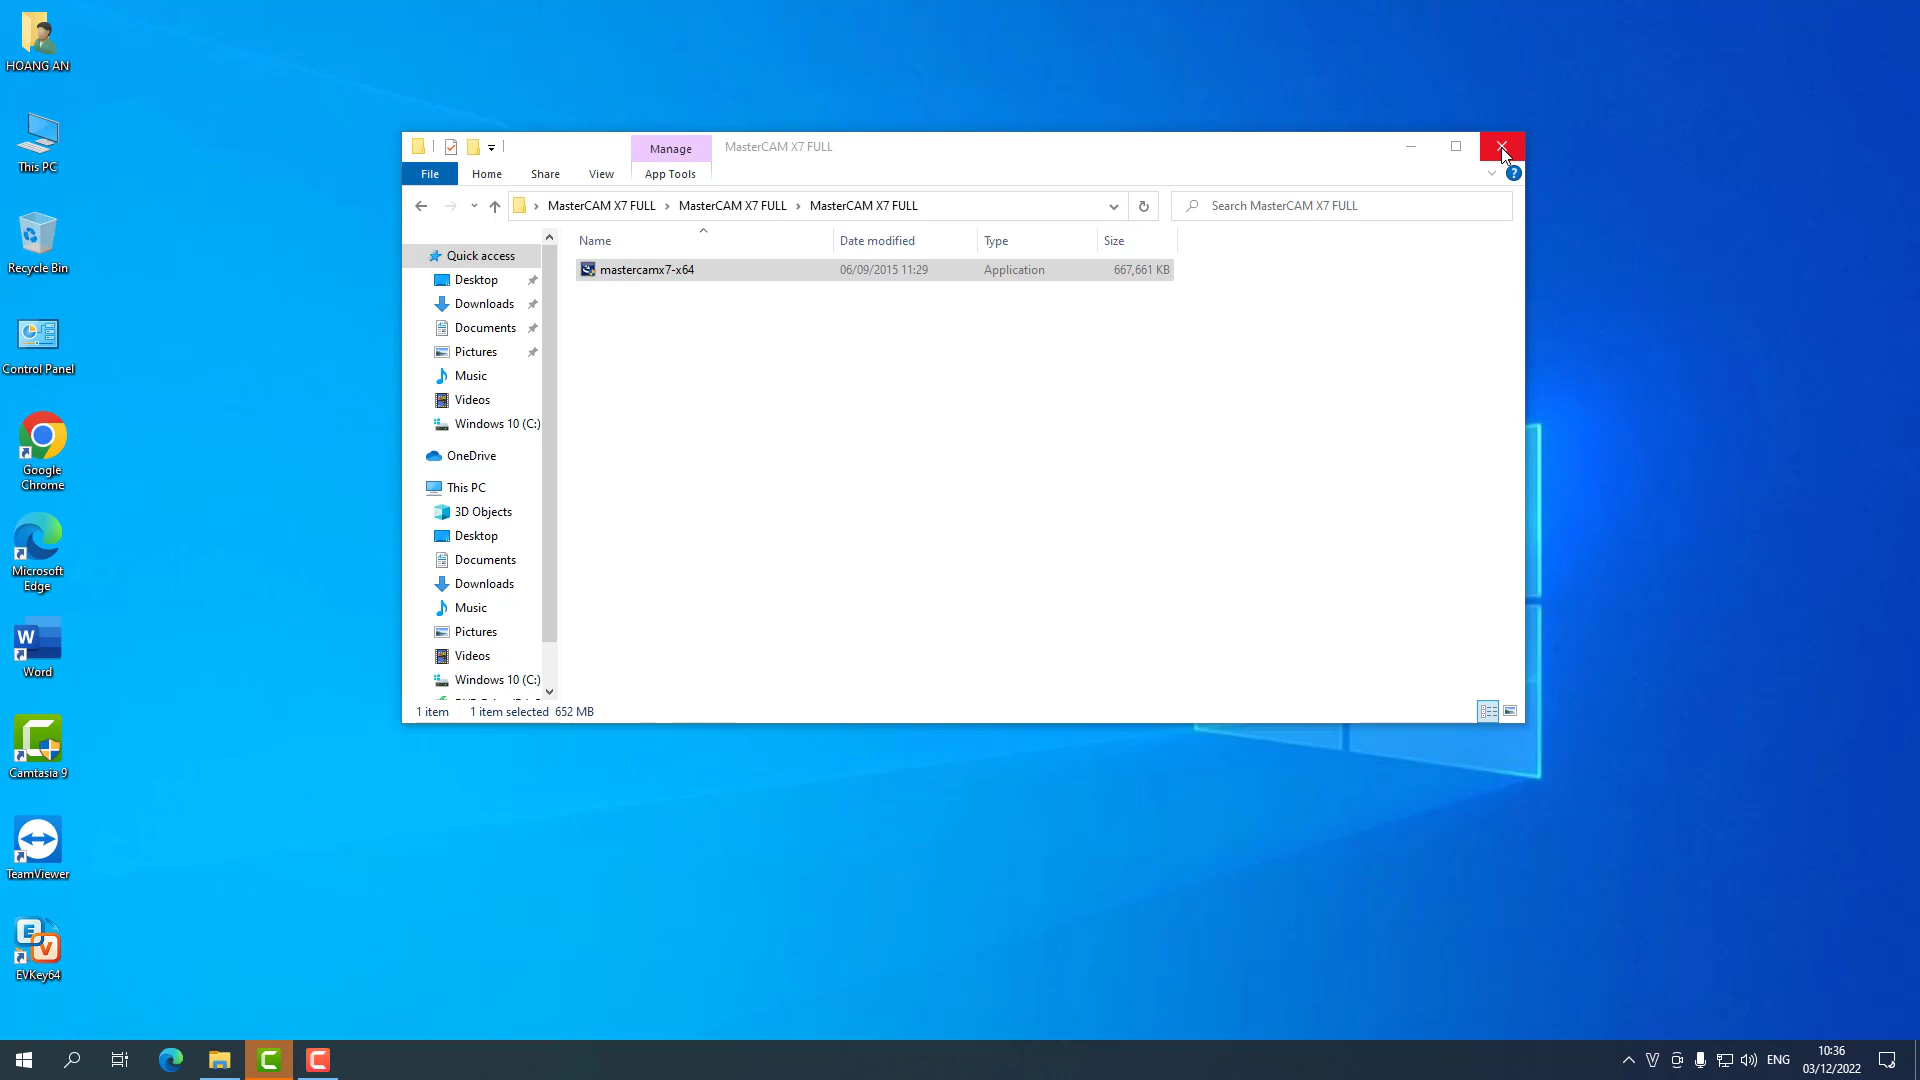 HOANG AN
This PC
Recycle Bin
Control Panel
Google
Chrome
Microsoft
Edge
Word
Camtasia 9
TeamViewer
EVKey64
Manage
MasterCAM X7 FULL
File
Home
Share
View
App Tools
MasterCAM X7 FULL
MasterCAM X7 FULL
MasterCAM X7 FULL
Search MasterCAM X7 FULL
Name
Date modified
Type
Size
mastercamx7-x64
06/09/2015 11:29
Application
667,661 KB
Quick access
Desktop
Downloads
Documents
Pictures
Music
Videos
Windows 10 (C:)
OneDrive
This PC
3D Objects
Desktop
Documents
Downloads
Music
Pictures
Videos
Windows 10 (C:)
1 item
1 item selected 652 MB
ENG
10:36
03/12/2022